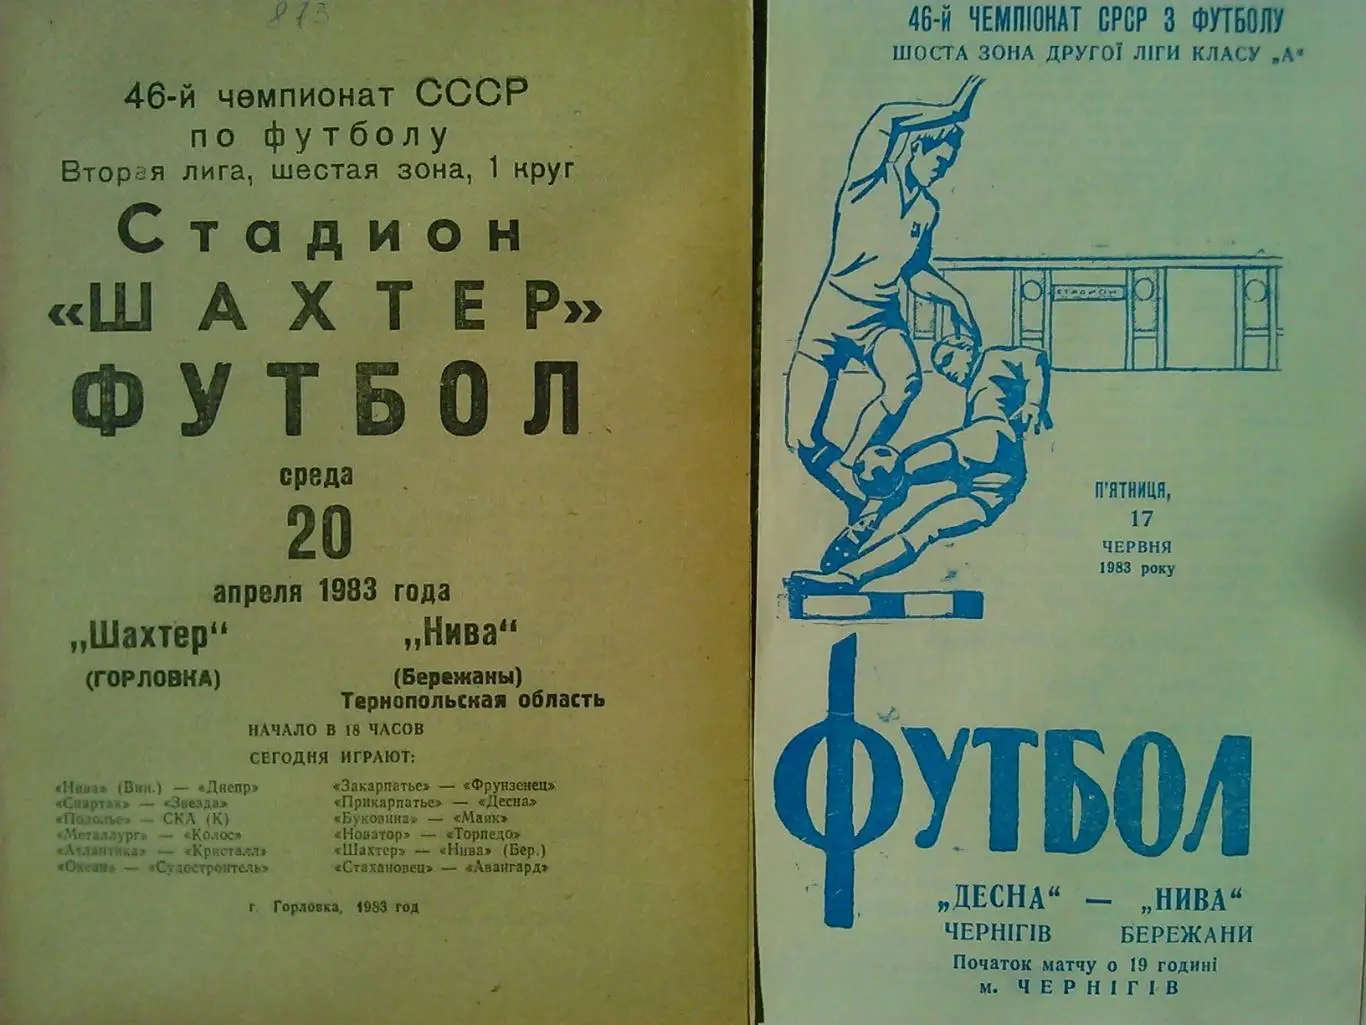 873
46-й чемпионат СССР
по футболу
Вторая лига, шестая зона, 1 круг
Стадион
«ШАХТЕР»
ФУТБОЛ
среда
20
апреля 1983 года
„Шахтер“ „Нива“
(ГОРЛОВКА) (Бережаны)
Тернопольская область
НАЧАЛО В 18 ЧАСОВ
СЕГОДНЯ ИГРАЮТ:
«Нива» (Вин.) — «Днепр»
«Спартак» — «Звезда»
«Подолье» — СКА (К)
«Металлург» — «Колос»
«Атлантика» — «Кристалл»
«Океан» — «Судостроитель»
«Закарпатье» — «Фрунзенец»
«Прикарпатье» — «Десна»
«Буковина» — «Маяк»
«Новатор» — «Торпедо»
«Шахтер» — «Нива» (Бер.)
«Стахановец» — «Авангард»
г. Горловка, 1983 год
46-й ЧЕМПІОНАТ СРСР З ФУТБОЛУ
ШОСТА ЗОНА ДРУГОЇ ЛІГИ КЛАСУ „А“
СТАДИОН
П'ЯТНИЦЯ,
17
ЧЕРВНЯ
1983 року
ФУТБОЛ
„ДЕСНА“ — „НИВА“
ЧЕРНІГІВ БЕРЕЖАНИ
Початок матчу о 19 годині
м. ЧЕРНІГІВ